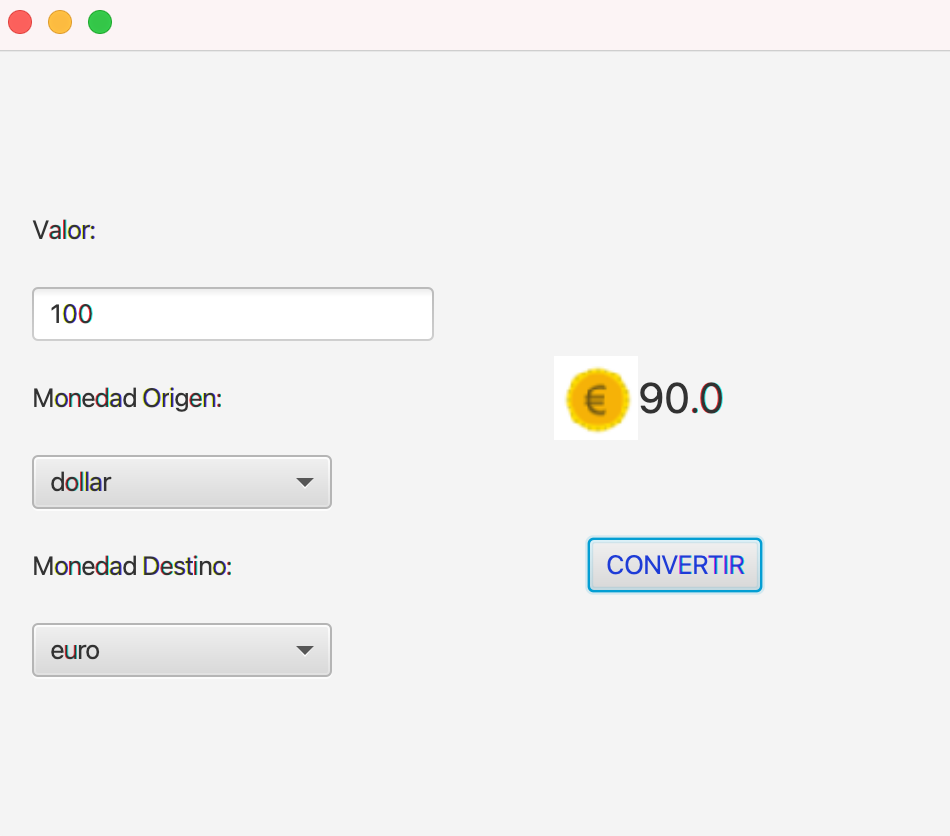 Valor:
100
Monedad Origen:
€ 90.0
dollar
Monedad Destino:
CONVERTIR
euro